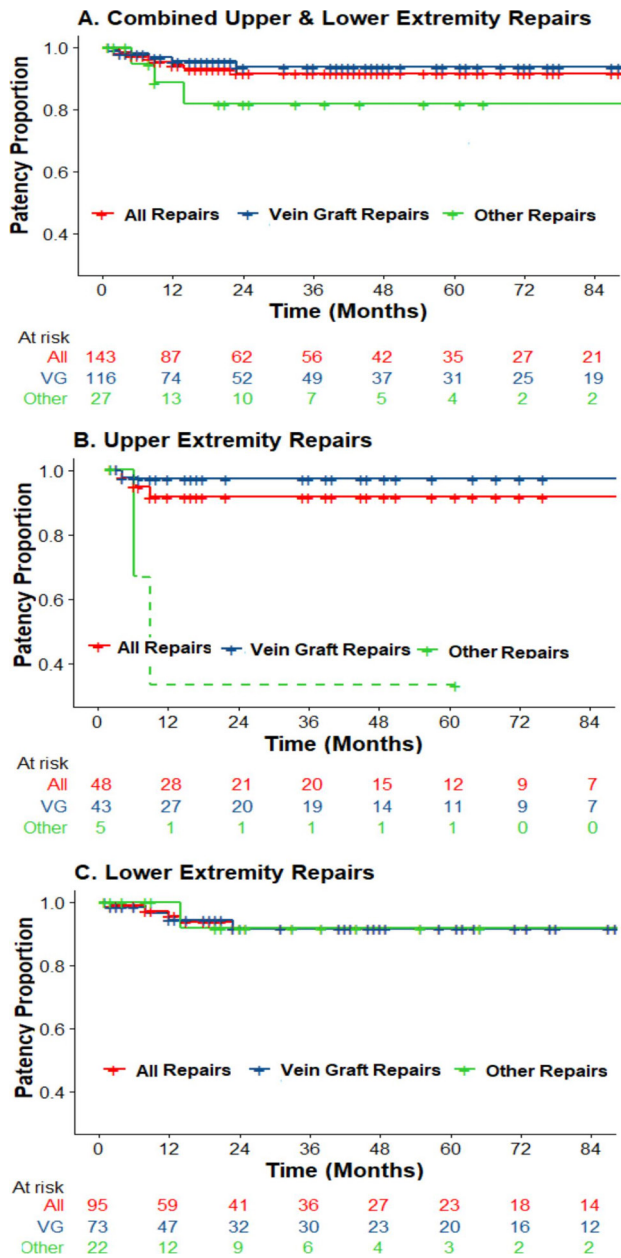 A. Combined Upper & Lower Extremity Repairs
Patency Proportion
1.0
0.8
0.6
0.4
All Repairs Vein Graft Repairs Other Repairs
0 12 24 36 48 60 72 84
Time (Months)
At risk
All 143 87 62 56 42 35 27 21
VG 116 74 52 49 37 31 25 19
Other 27 13 10 7 5 4 2 2
B. Upper Extremity Repairs
Patency Proportion
1.0
0.8
0.6
0.4
All Repairs Vein Graft Repairs Other Repairs
0 12 24 36 48 60 72 84
Time (Months)
At risk
All 48 28 21 20 15 12 9 7
VG 43 27 20 19 14 11 9 7
Other 5 1 1 1 1 1 0 0
C. Lower Extremity Repairs
Patency Proportion
1.0
0.8
0.6
0.4
All Repairs Vein Graft Repairs Other Repairs
0 12 24 36 48 60 72 84
Time (Months)
At risk
All 95 59 41 36 27 23 18 14
VG 73 47 32 30 23 20 16 12
Other 22 12 9 6 4 3 2 2